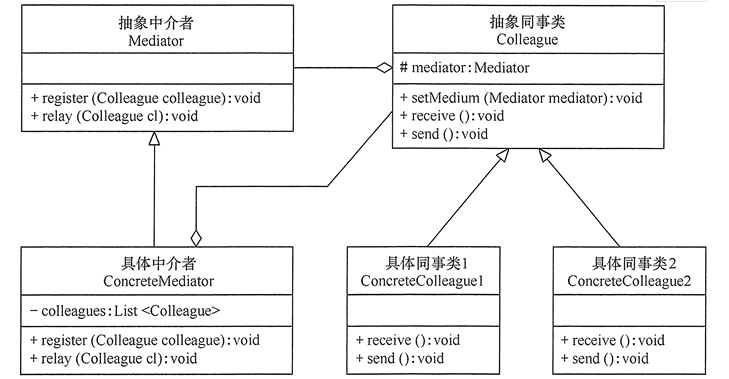 抽象中介者
Mediator
+ register (Colleague colleague): void
+ relay (Colleague cl): void
抽象同事类
Colleague
# mediator: Mediator
+ setMedium (Mediator mediator): void
+ receive (): void
+ send (): void
具体中介者
ConcreteMediator
− colleagues: List <Colleague>
+ register (Colleague colleague): void
+ relay (Colleague cl): void
具体同事类1
ConcreteColleague1
+ receive (): void
+ send (): void
具体同事类2
ConcreteColleague2
+ receive (): void
+ send (): void